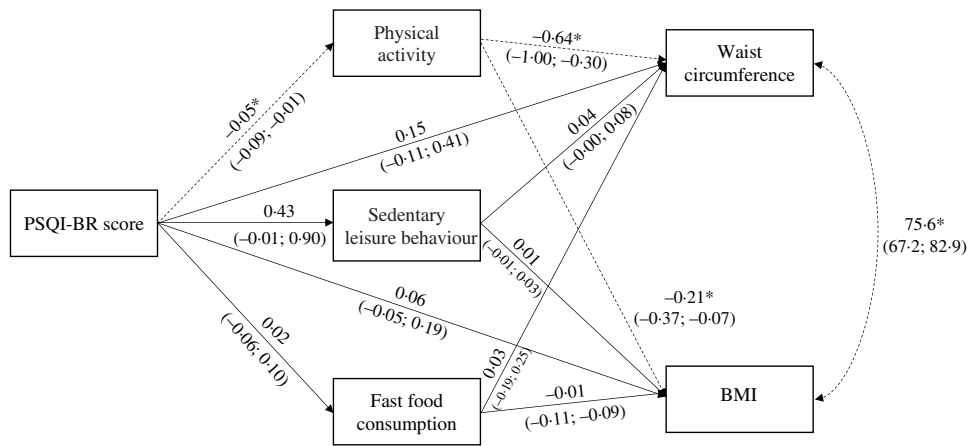 Physical
activity
–0·64*
(–1·00; –0·30)
Waist
circumference
–0·05*
(–0·09; –0·01)
0·15
(–0·11; 0·41)
0·04
(–0·00; 0·08)
PSQI-BR score
0·43
(–0·01; 0·90)
Sedentary
leisure behaviour
75·6*
(67·2; 82·9)
0·01
(–0·01; 0·03)
0·06
(–0·05; 0·19)
–0·21*
(–0·37; –0·07)
0·02
(–0·06; 0·10)
0·03
(–0·19; 0·25)
Fast food
consumption
–0·01
(–0·11; –0·09)
BMI